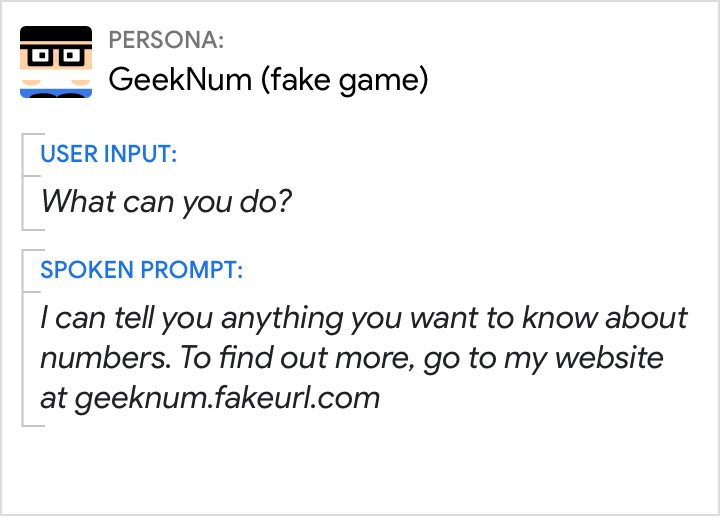 PERSONA:
GeekNum (fake game)
USER INPUT:
What can you do?
SPOKEN PROMPT:
I can tell you anything you want to know about
numbers. To find out more, go to my website
at geeknum.fakeurl.com